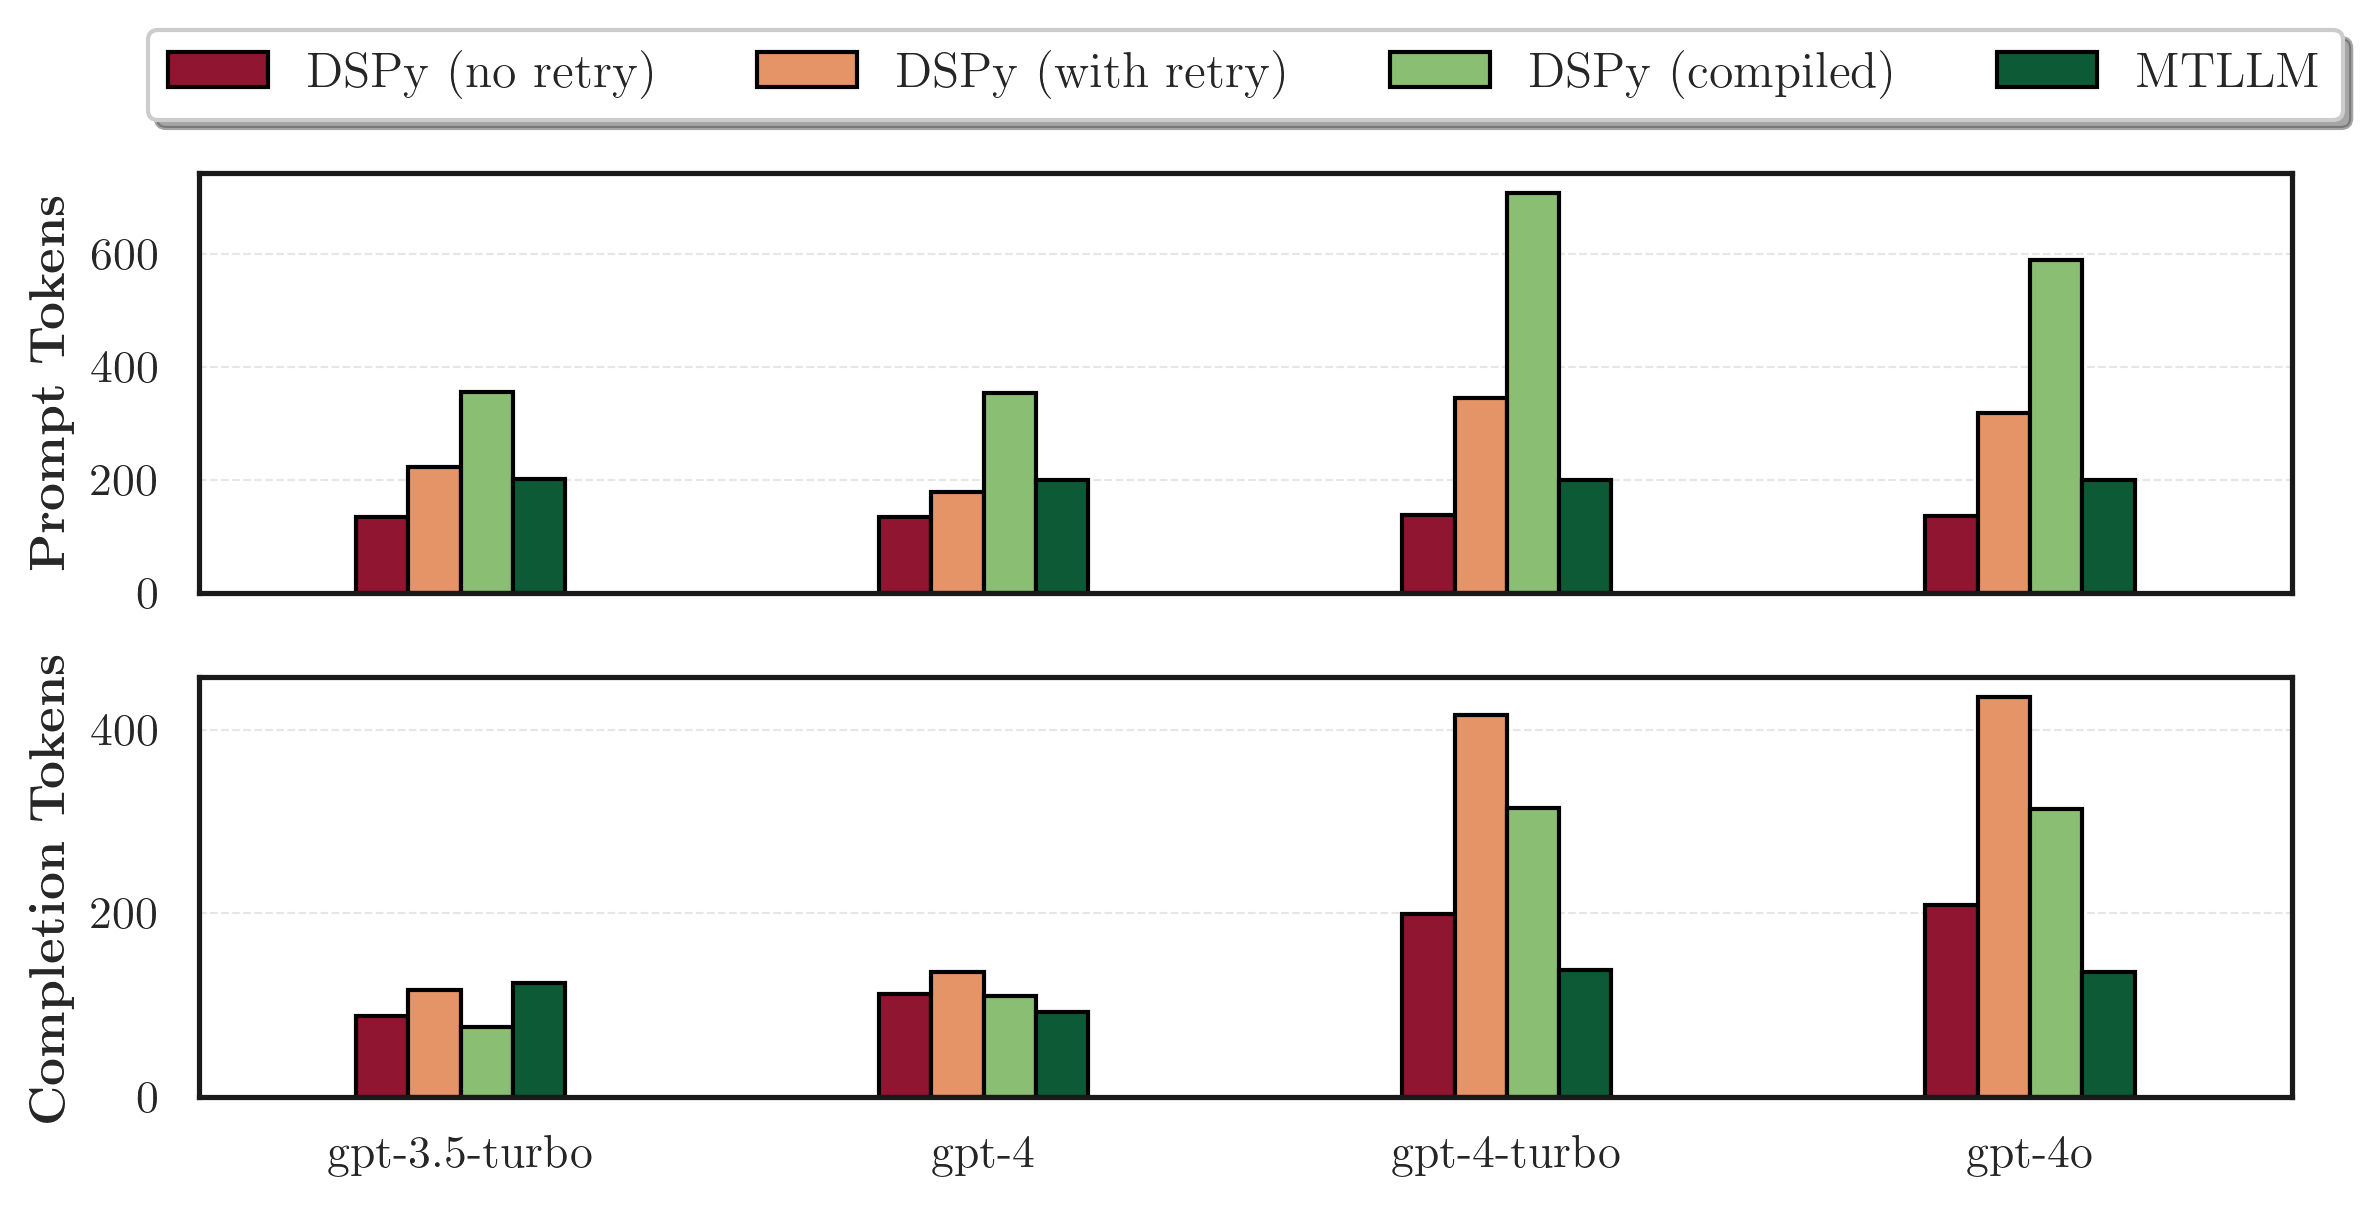 DSPy (no retry) DSPy (with retry) DSPy (compiled) MTLLM
Prompt Tokens
600
400
200
0
Completion Tokens
400
200
0
gpt-3.5-turbo gpt-4 gpt-4-turbo gpt-4o